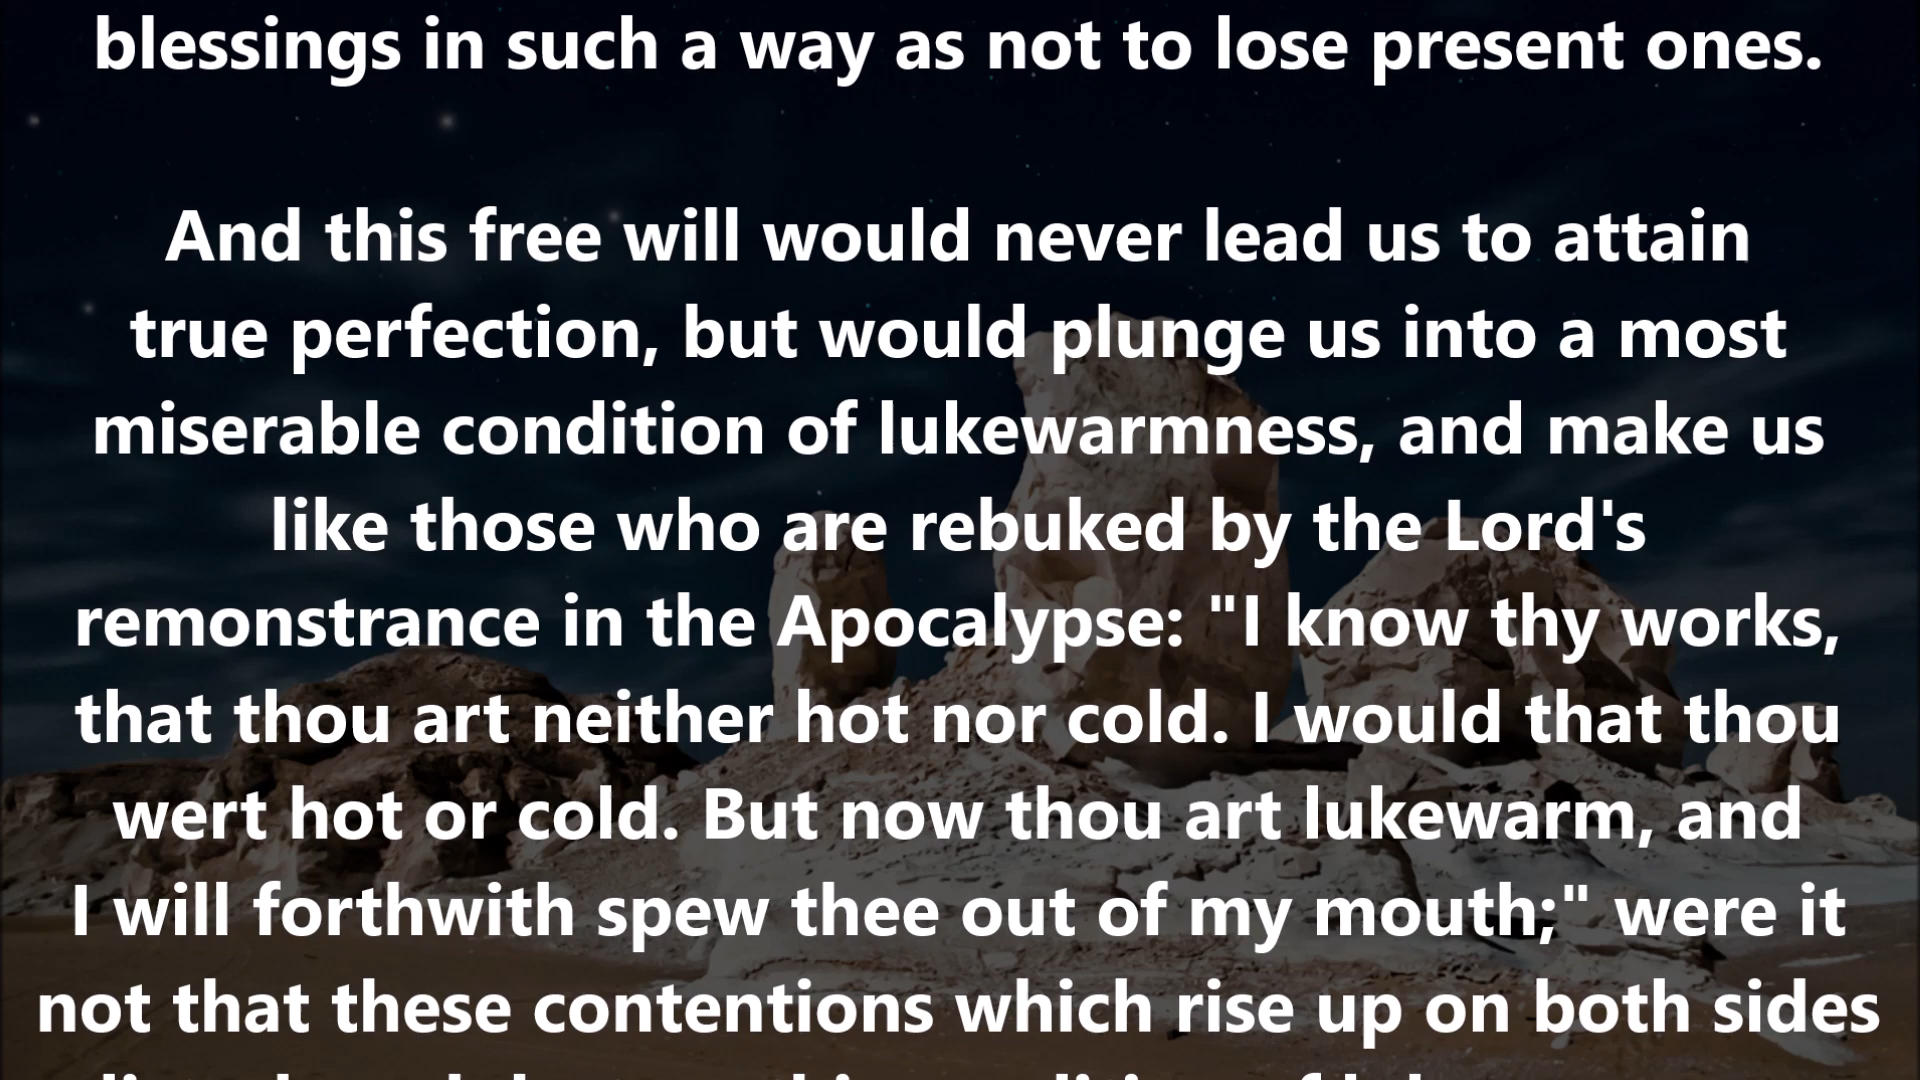 blessings in such a way as not to lose present ones.
And this free will would never lead us to attain
true perfection, but would plunge us into a most
miserable condition of lukewarmness, and make us
like those who are rebuked by the Lord's
remonstrance in the Apocalypse: "I know thy works,
that thou art neither hot nor cold. I would that thou
wert hot or cold. But now thou art lukewarm, and
I will forthwith spew thee out of my mouth;" were it
not that these contentions which rise up on both sides